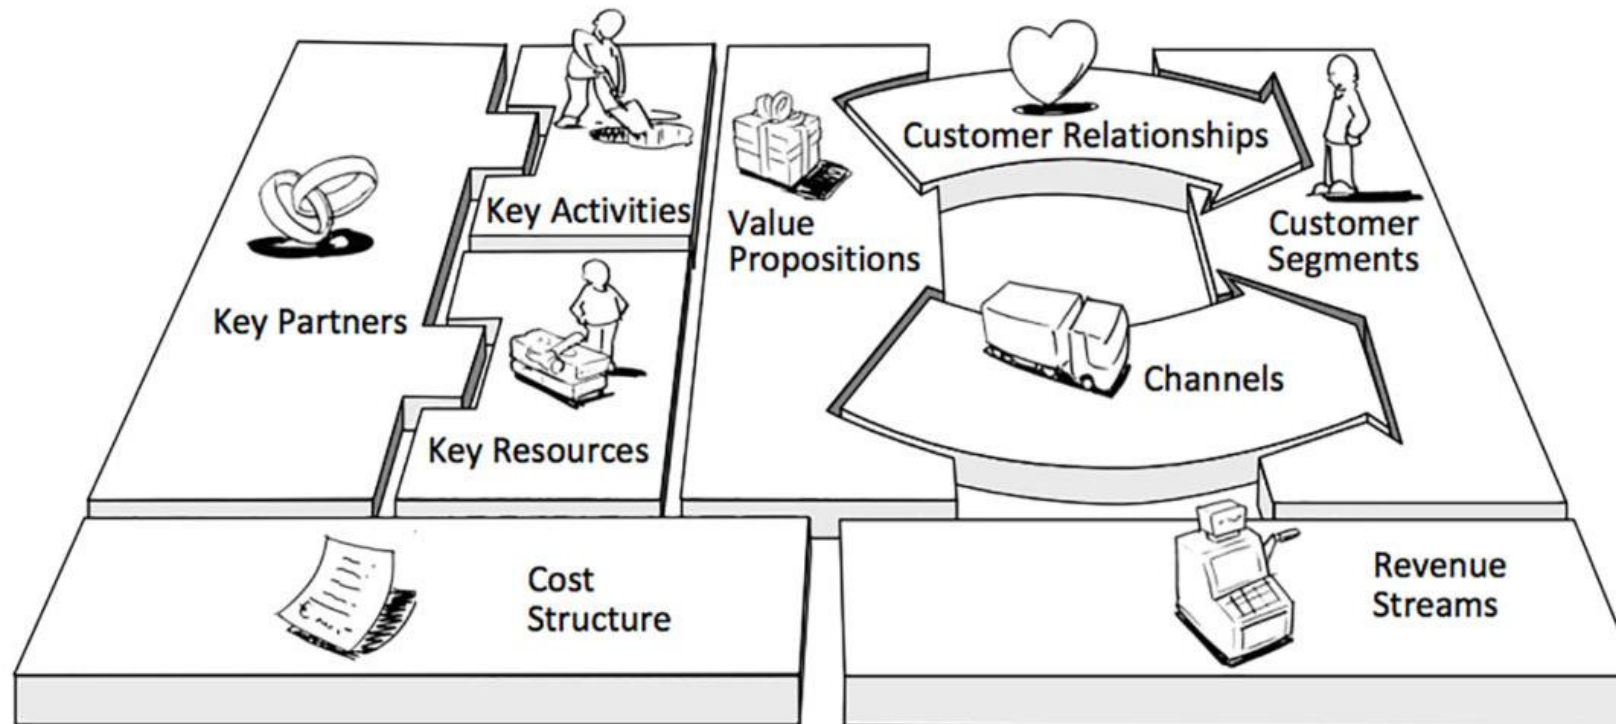 Customer Relationships
Key Activities
Value
Propositions
Customer
Segments
Key Partners
Channels
Key Resources
Cost
Structure
Revenue
Streams